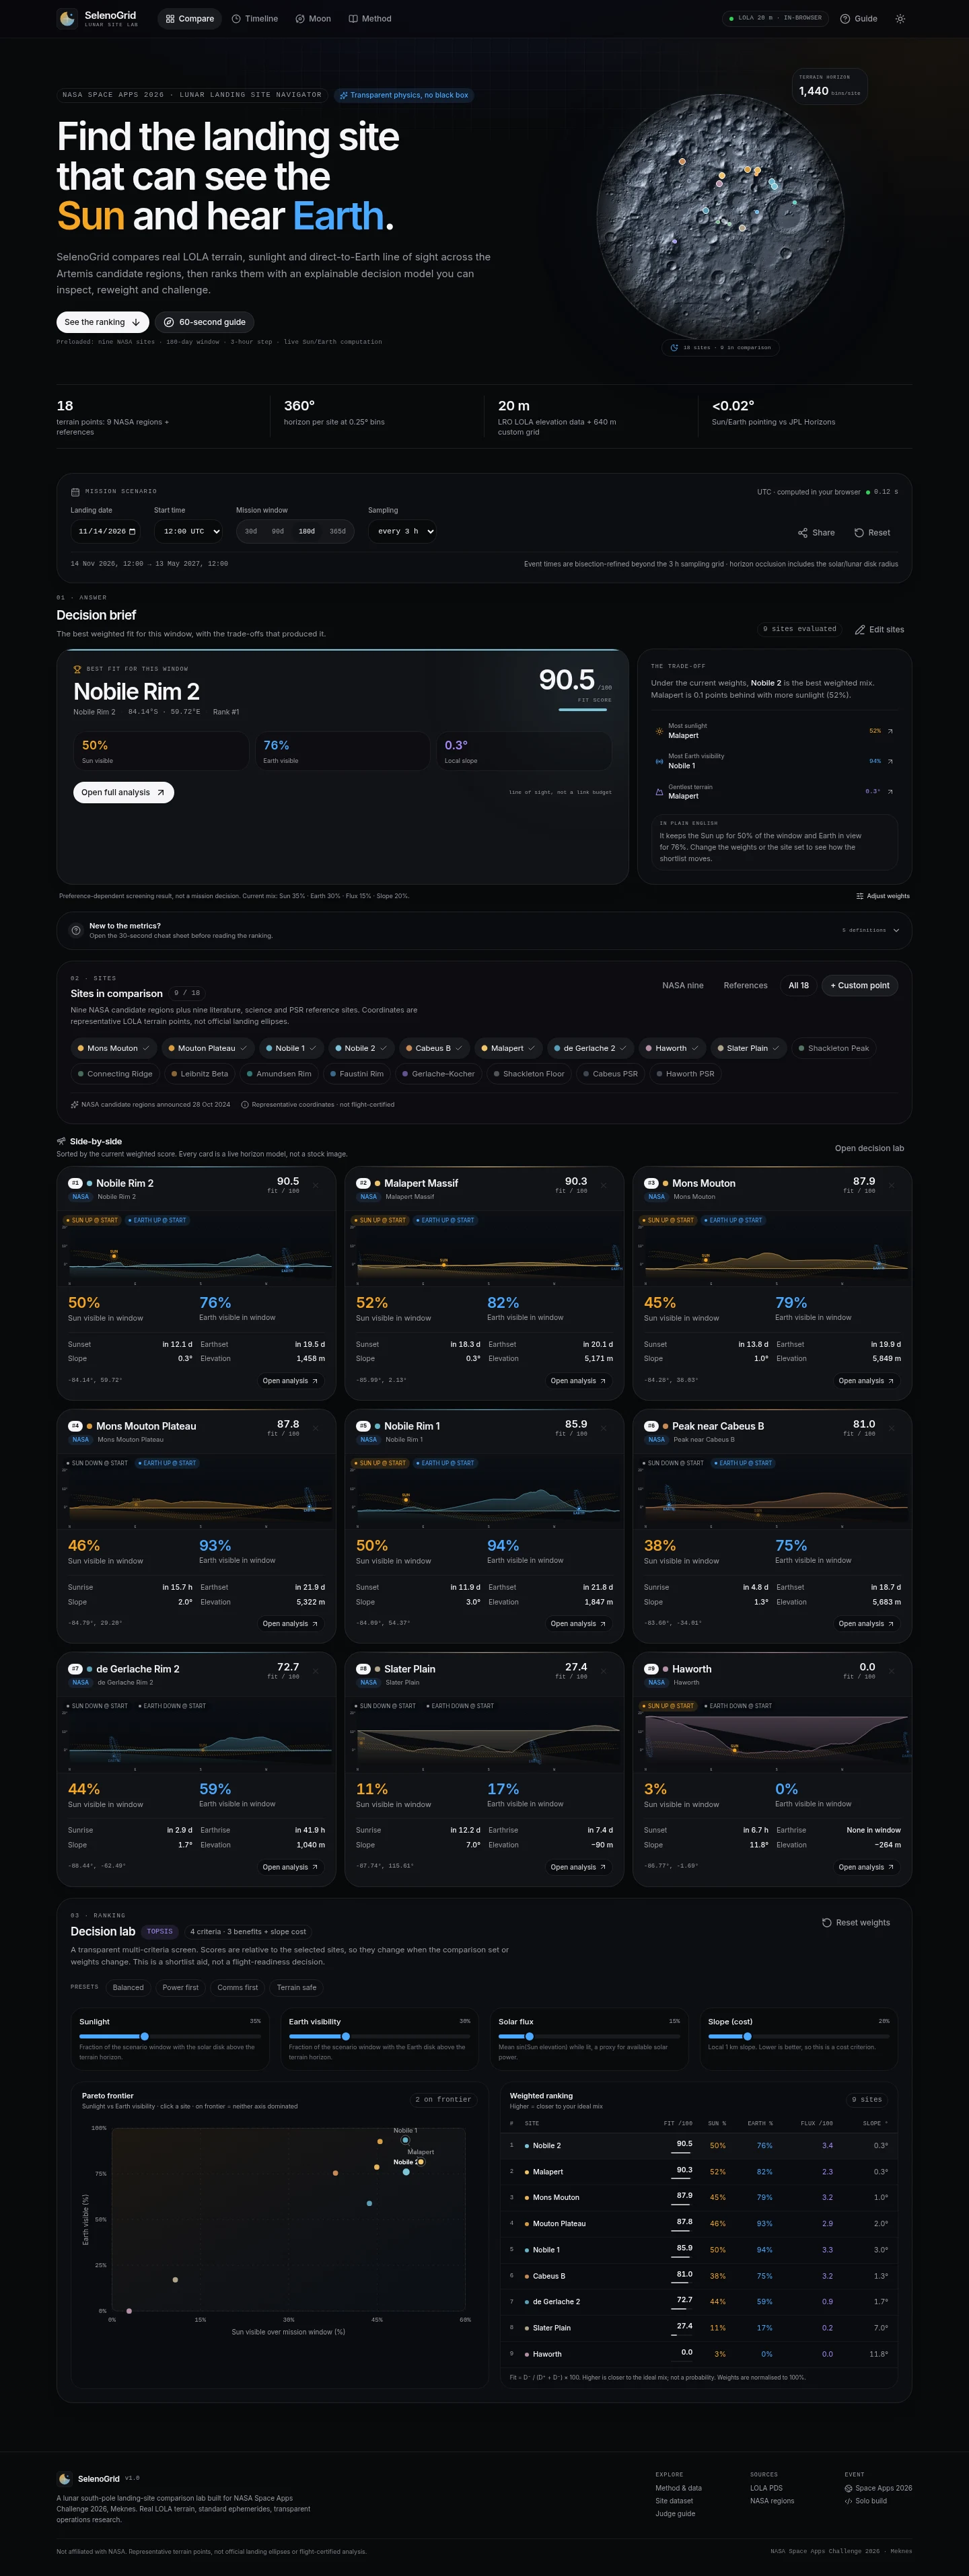 SelenoGrid
LUNAR SITE LAB
Compare
Timeline
Moon
Method
LOLA 20 m · IN-BROWSER
Guide
NASA SPACE APPS 2026 · LUNAR LANDING SITE NAVIGATOR
Transparent physics, no black box
Find the landing site
that can see the
Sun and hear Earth.
SelenoGrid compares real LOLA terrain, sunlight and direct-to-Earth line of sight across the
Artemis candidate regions, then ranks them with an explainable decision model you can
inspect, reweight and challenge.
See the ranking
60-second guide
Preloaded: nine NASA sites · 180-day window · 3-hour step · live Sun/Earth computation
TERRAIN HORIZON
1,440 bins/site
18 sites · 9 in comparison
18
terrain points: 9 NASA regions +
references
360°
horizon per site at 0.25° bins
20 m
LRO LOLA elevation data + 640 m
custom grid
<0.02°
Sun/Earth pointing vs JPL Horizons
MISSION SCENARIO
UTC · computed in your browser
0.12 s
Landing date
Start time
Mission window
Sampling
11/14/2026
12:00 UTC
30d
90d
180d
365d
every 3 h
Share
Reset
14 Nov 2026, 12:00 → 13 May 2027, 12:00
Event times are bisection-refined beyond the 3 h sampling grid · horizon occlusion includes the solar/lunar disk radius
01 · ANSWER
Decision brief
The best weighted fit for this window, with the trade-offs that produced it.
9 sites evaluated
Edit sites
BEST FIT FOR THIS WINDOW
Nobile Rim 2
Nobile Rim 2
84.14°S · 59.72°E
Rank #1
90.5 /100
FIT SCORE
50%
Sun visible
76%
Earth visible
0.3°
Local slope
Open full analysis
line of sight, not a link budget
THE TRADE-OFF
Under the current weights, Nobile 2 is the best weighted mix.
Malapert is 0.1 points behind with more sunlight (52%).
Most sunlight
Malapert
52%
Most Earth visibility
Nobile 1
94%
Gentlest terrain
Malapert
0.3°
IN PLAIN ENGLISH
It keeps the Sun up for 50% of the window and Earth in view
for 76%. Change the weights or the site set to see how the
shortlist moves.
Preference-dependent screening result, not a mission decision. Current mix: Sun 35% · Earth 30% · Flux 15% · Slope 20%.
Adjust weights
New to the metrics?
Open the 30-second cheat sheet before reading the ranking.
5 definitions
02 · SITES
Sites in comparison
9 / 18
Nine NASA candidate regions plus nine literature, science and PSR reference sites. Coordinates are
representative LOLA terrain points, not official landing ellipses.
NASA nine
References
All 18
+ Custom point
Mons Mouton
Mouton Plateau
Nobile 1
Nobile 2
Cabeus B
Malapert
de Gerlache 2
Haworth
Slater Plain
Shackleton Peak
Connecting Ridge
Leibnitz Beta
Amundsen Rim
Faustini Rim
Gerlache–Kocher
Shackleton Floor
Cabeus PSR
Haworth PSR
NASA candidate regions announced 28 Oct 2024
Representative coordinates · not flight-certified
Side-by-side
Sorted by the current weighted score. Every card is a live horizon model, not a stock image.
Open decision lab
#1 Nobile Rim 2
90.5
NASA Nobile Rim 2
fit / 100
SUN UP @ START
EARTH UP @ START
50%
76%
Sun visible in window
Earth visible in window
Sunset in 12.1 d Earthset in 19.5 d
Slope 0.3° Elevation 1,458 m
-84.14°, 59.72°
Open analysis
#2 Malapert Massif
90.3
NASA Malapert Massif
fit / 100
SUN UP @ START
EARTH UP @ START
52%
82%
Sun visible in window
Earth visible in window
Sunset in 18.3 d Earthset in 20.1 d
Slope 0.3° Elevation 5,171 m
-85.99°, 2.13°
Open analysis
#3 Mons Mouton
87.9
NASA Mons Mouton
fit / 100
SUN UP @ START
EARTH UP @ START
45%
79%
Sun visible in window
Earth visible in window
Sunset in 13.8 d Earthset in 19.9 d
Slope 1.0° Elevation 5,849 m
Open analysis
#4 Mons Mouton Plateau
87.8
NASA Mons Mouton Plateau
fit / 100
SUN DOWN @ START
EARTH UP @ START
46%
93%
Sun visible in window
Earth visible in window
Sunrise in 15.7 h Earthset in 21.9 d
Slope 2.0° Elevation 5,322 m
Open analysis
#5 Nobile Rim 1
85.9
NASA Nobile Rim 1
fit / 100
SUN UP @ START
EARTH UP @ START
50%
94%
Sun visible in window
Earth visible in window
Sunset in 11.9 d Earthset in 21.8 d
Slope 3.0° Elevation 1,847 m
Open analysis
#6 Peak near Cabeus B
81.0
NASA Peak near Cabeus B
fit / 100
SUN DOWN @ START
EARTH UP @ START
38%
75%
Sun visible in window
Earth visible in window
Sunrise in 4.8 d Earthset in 18.7 d
Slope 1.3° Elevation 5,683 m
Open analysis
#7 de Gerlache Rim 2
72.7
NASA de Gerlache Rim 2
fit / 100
SUN DOWN @ START
EARTH DOWN @ START
44%
59%
Sun visible in window
Earth visible in window
Sunrise in 2.9 d Earthrise in 41.9 h
Slope 1.7° Elevation 1,040 m
-88.44°, -62.49°
Open analysis
#8 Slater Plain
27.4
NASA Slater Plain
fit / 100
SUN DOWN @ START
EARTH DOWN @ START
11%
17%
Sun visible in window
Earth visible in window
Sunrise in 12.2 d Earthrise in 7.4 d
Slope 7.0° Elevation −90 m
-87.74°, 115.61°
Open analysis
#9 Haworth
0.0
NASA Haworth
fit / 100
SUN UP @ START
EARTH DOWN @ START
3%
0%
Sun visible in window
Earth visible in window
Sunset in 6.7 h Earthrise None in window
Slope 11.8° Elevation −264 m
-86.77°, -1.69°
Open analysis
03 · RANKING
Decision lab
TOPSIS
4 criteria · 3 benefits + slope cost
Reset weights
A transparent multi-criteria screen. Scores are relative to the selected sites, so they change when the comparison set or
weights change. This is a shortlist aid, not a flight-readiness decision.
PRESETS
Balanced
Power first
Comms first
Terrain safe
Sunlight 35%
Fraction of the scenario window with the solar disk above the
terrain horizon.
Earth visibility 30%
Fraction of the scenario window with the Earth disk above the
terrain horizon.
Solar flux 15%
Mean sin(Sun elevation) while lit, a proxy for available solar
power.
Slope (cost) 20%
Local 1 km slope. Lower is better, so this is a cost criterion.
Pareto frontier
Sunlight vs Earth visibility · click a site · on frontier = neither axis dominated
2 on frontier
100%
75%
50%
25%
0%
Earth visible (%)
Nobile 1
Malapert
Nobile 2
0%
15%
30%
45%
60%
Sun visible over mission window (%)
Weighted ranking
Higher = closer to your ideal mix
9 sites
# SITE FIT /100 SUN % EARTH % FLUX /100 SLOPE °
1 Nobile 2 90.5 50% 76% 3.4 0.3°
2 Malapert 90.3 52% 82% 2.3 0.3°
3 Mons Mouton 87.9 45% 79% 3.2 1.0°
4 Mouton Plateau 87.8 46% 93% 2.9 2.0°
5 Nobile 1 85.9 50% 94% 3.3 3.0°
6 Cabeus B 81.0 38% 75% 3.2 1.3°
7 de Gerlache 2 72.7 44% 59% 0.9 1.7°
8 Slater Plain 27.4 11% 17% 0.2 7.0°
9 Haworth 0.0 3% 0% 0.0 11.8°
Fit = D⁻ / (D⁺ + D⁻) × 100. Higher is closer to the ideal mix; not a probability. Weights are normalised to 100%.
SelenoGrid v1.0
A lunar south-pole landing-site comparison lab built for NASA Space Apps
Challenge 2026, Meknes. Real LOLA terrain, standard ephemerides, transparent
operations research.
EXPLORE
Method & data
Site dataset
Judge guide
SOURCES
LOLA PDS
NASA regions
EVENT
Space Apps 2026
Solo build
Not affiliated with NASA. Representative terrain points, not official landing ellipses or flight-certified analysis.
NASA Space Apps Challenge 2026 · Meknes